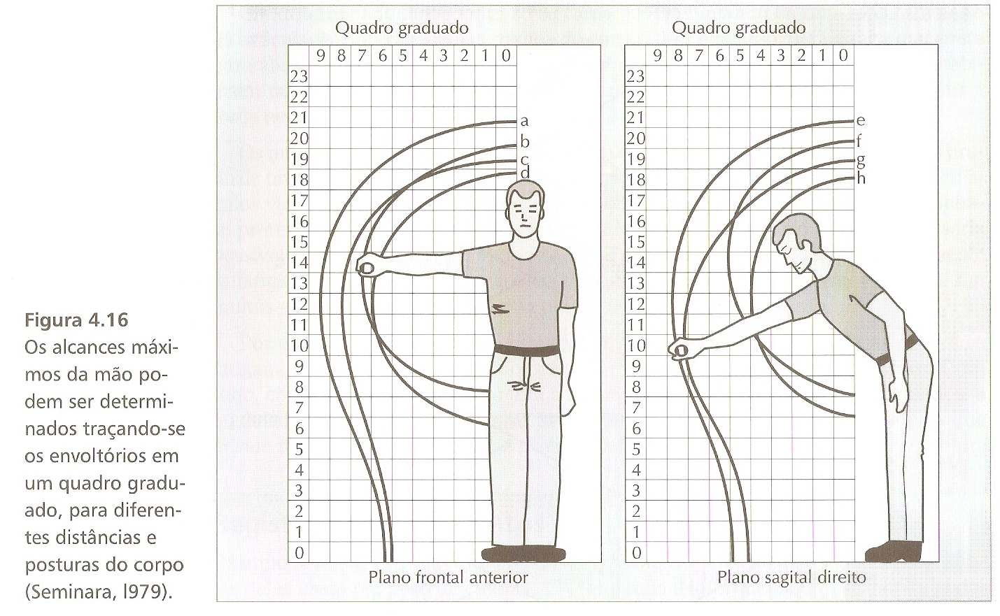 Figura 4.16
Os alcances máxi-
mos da mão po-
dem ser determi-
nados traçando-se
os envoltórios em
um quadro gradu-
ado, para diferen-
tes distâncias e
posturas do corpo
(Seminara, l979).
Quadro graduado
9 8 7 6 5 4 3 2 1 0
23
22
21
20
19
18
17
16
15
14
13
12
11
10
9
8
7
6
5
4
3
2
1
0
a
b
c
d
Plano frontal anterior
Quadro graduado
9 8 7 6 5 4 3 2 1 0
23
22
21
20
19
18
17
16
15
14
13
12
11
10
9
8
7
6
5
4
3
2
1
0
e
f
g
h
Plano sagital direito